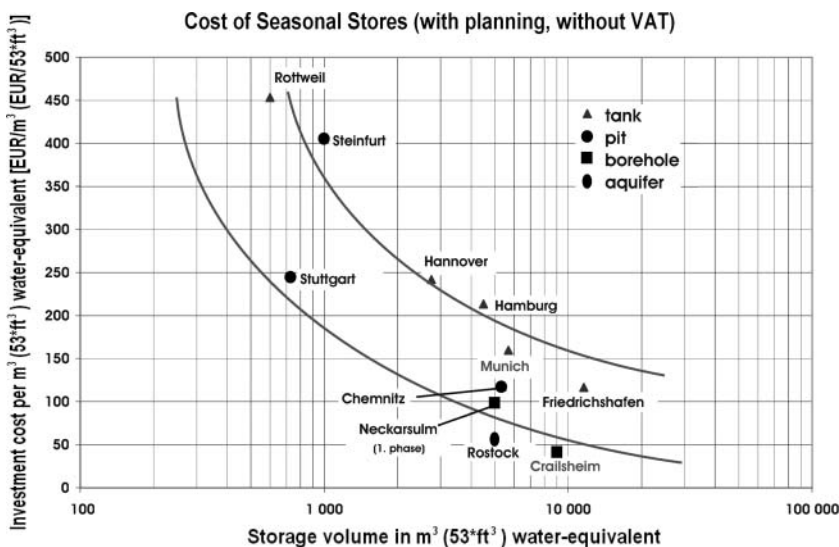 Cost of Seasonal Stores (with planning, without VAT)
Investment cost per m³ (53*ft³) water-equivalent [EUR/m³ (EUR/53*ft³)]
500
450
400
350
300
250
200
150
100
50
0
Rottweil
Steinfurt
Stuttgart
Hannover
Hamburg
Munich
Chemnitz
Friedrichshafen
Neckarsulm
(1. phase)
Rostock
Crailsheim
tank
pit
borehole
aquifer
100
1 000
10 000
100 000
Storage volume in m³ (53*ft³) water-equivalent